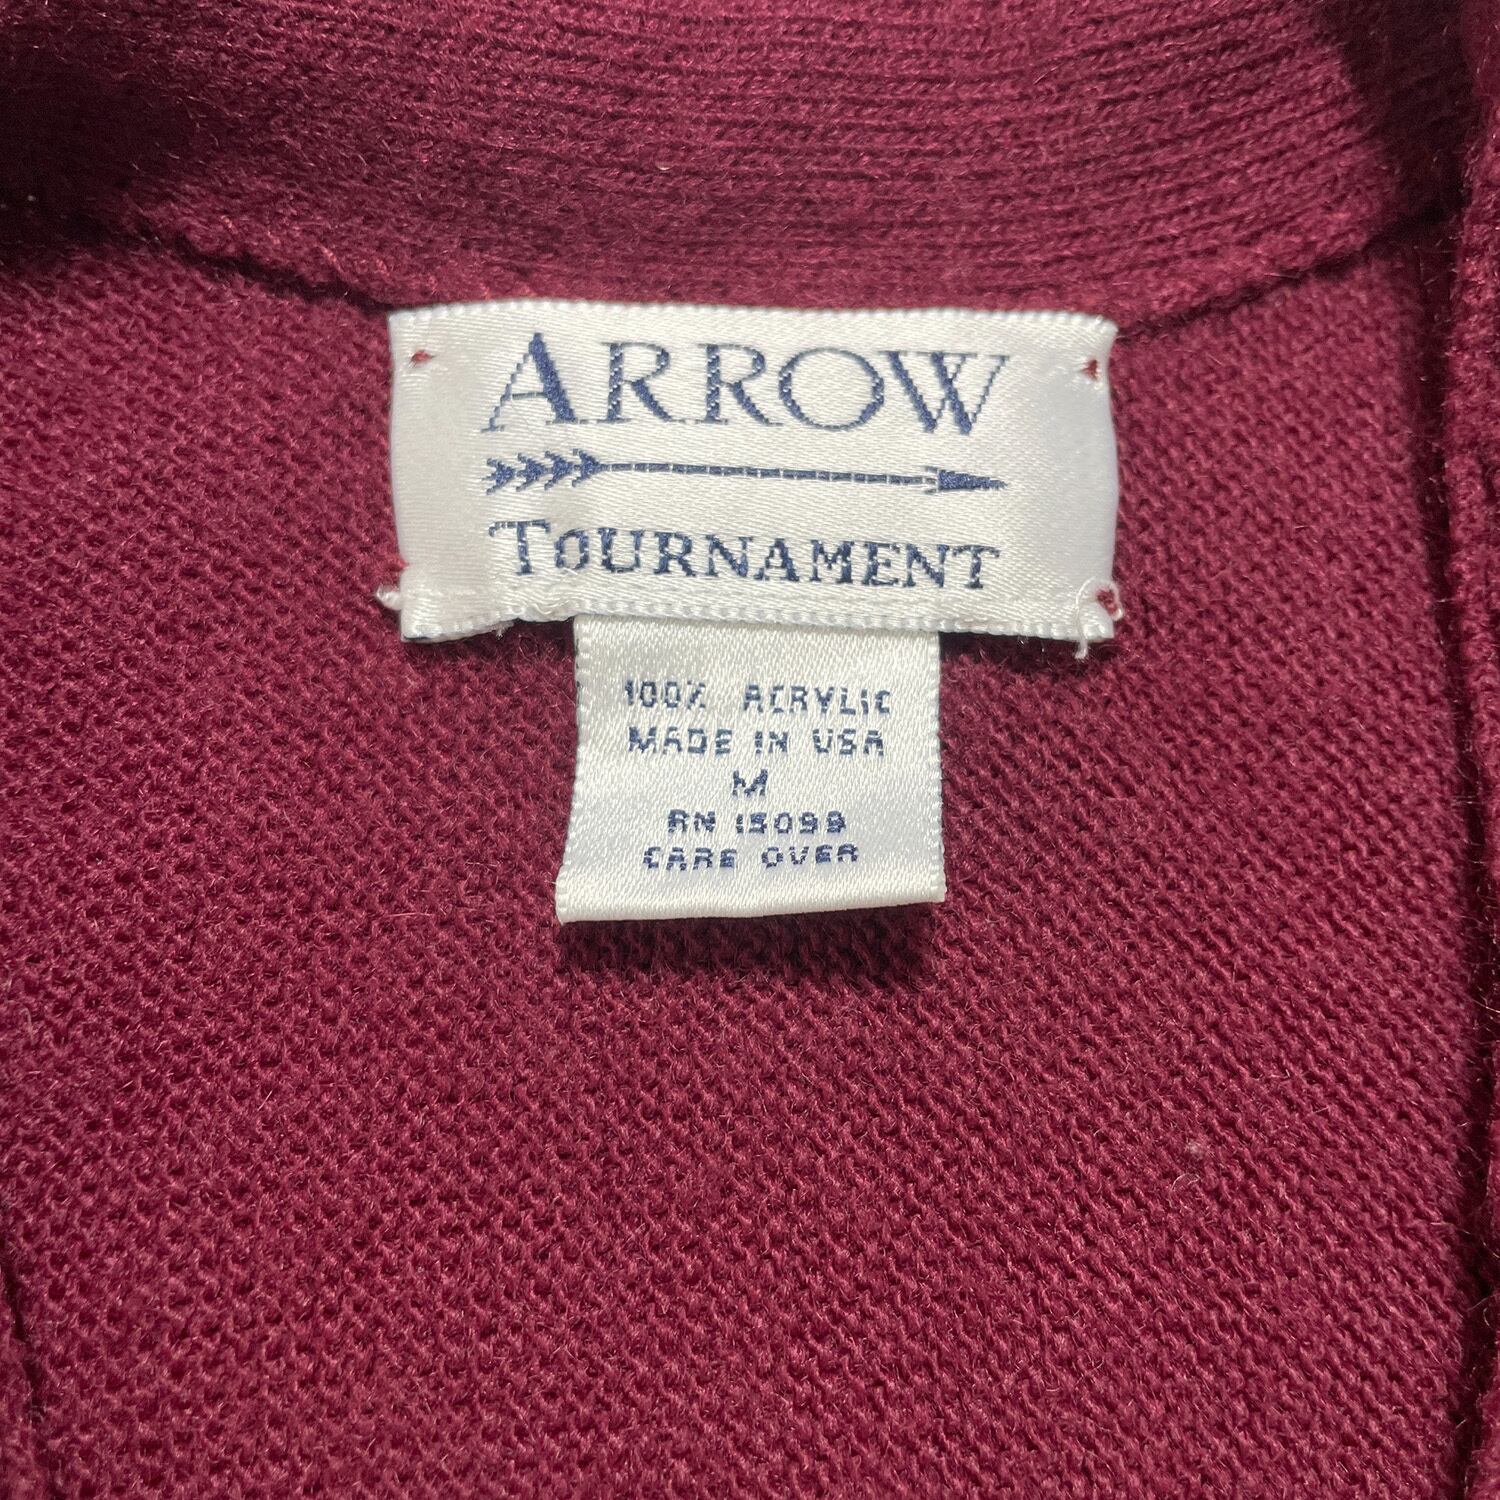 ARROW
TOURNAMENT
100% ACRYLIC
MADE IN USA
M
RN 15099
CARE OVER